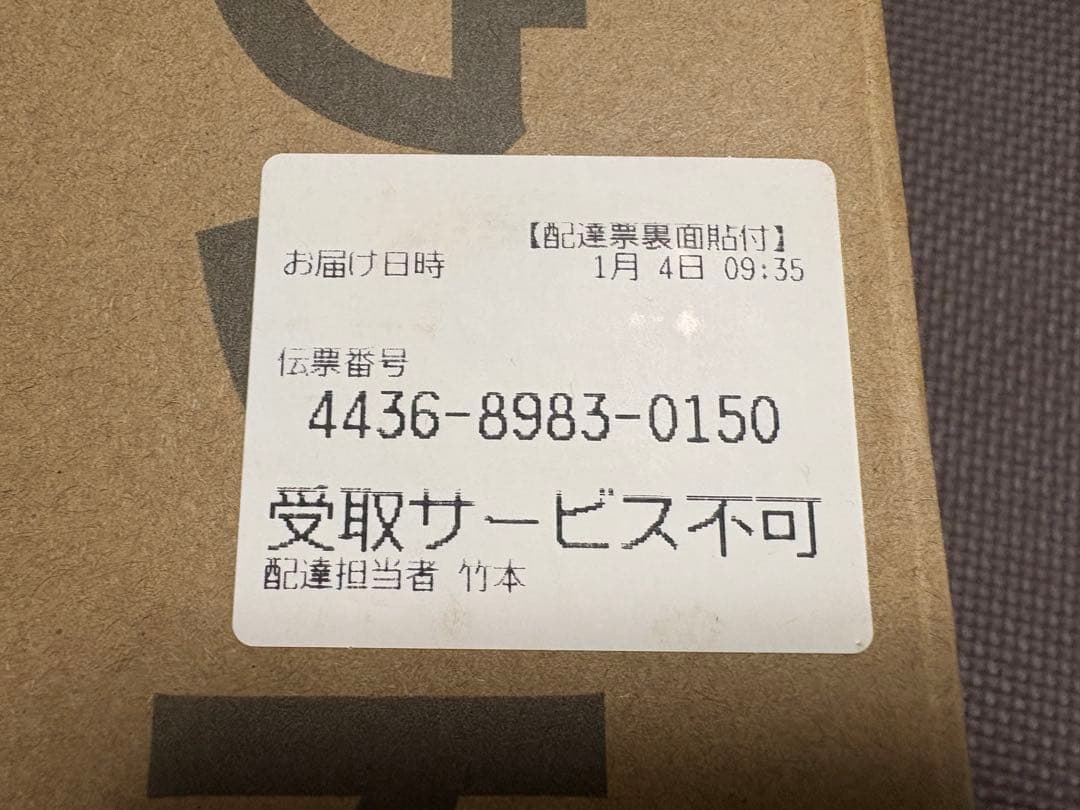 【配達票裏面貼付】
お届け日時 1月 4日 09:35
伝票番号
4436-8983-0150
受取サービス不可
配達担当者 竹本